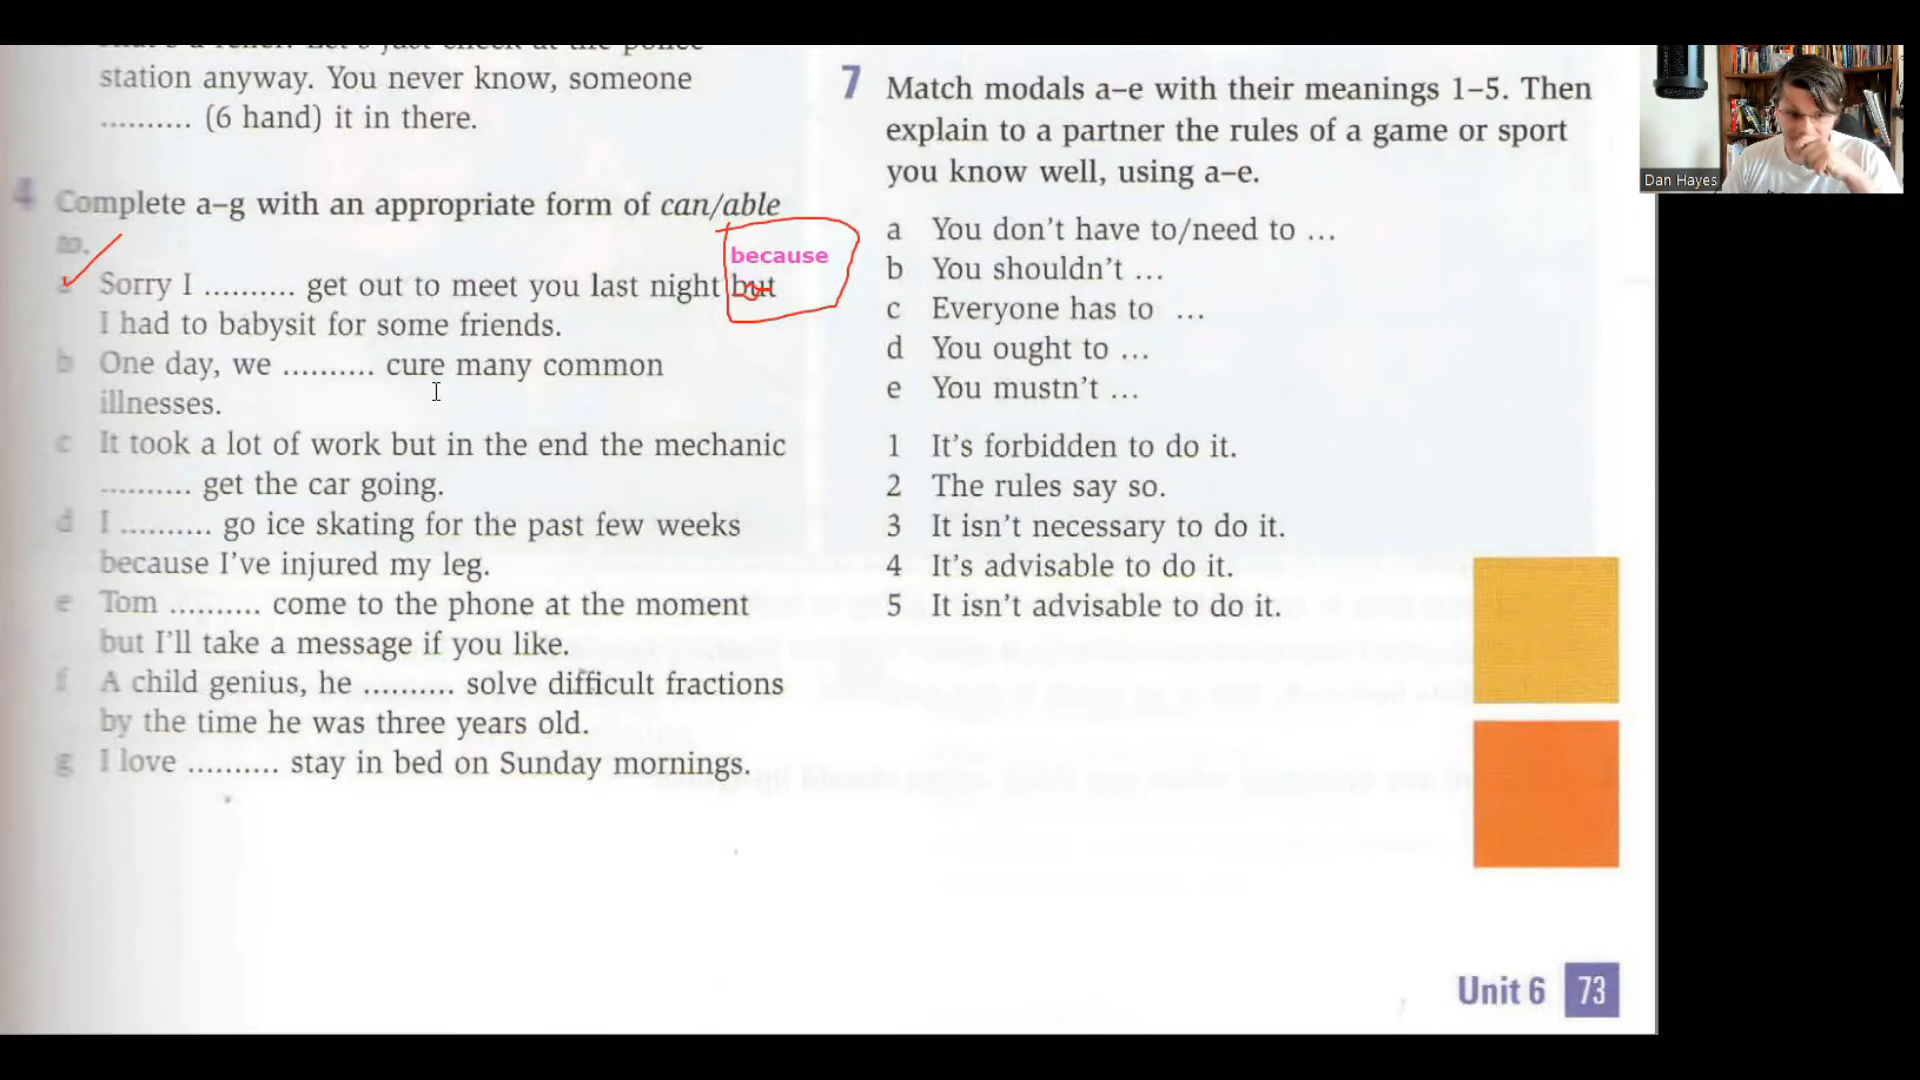 station anyway. You never know, someone
.......... (6 hand) it in there.
4 Complete a–g with an appropriate form of can/able
to.
because
a Sorry I .......... get out to meet you last night but
I had to babysit for some friends.
b One day, we .......... cure many common
illnesses.
c It took a lot of work but in the end the mechanic
.......... get the car going.
d I .......... go ice skating for the past few weeks
because I've injured my leg.
e Tom .......... come to the phone at the moment
but I'll take a message if you like.
f A child genius, he .......... solve difficult fractions
by the time he was three years old.
g I love .......... stay in bed on Sunday mornings.
7 Match modals a–e with their meanings 1–5. Then
explain to a partner the rules of a game or sport
you know well, using a–e.
a You don't have to/need to ...
b You shouldn't ...
c Everyone has to ...
d You ought to ...
e You mustn't ...
1 It's forbidden to do it.
2 The rules say so.
3 It isn't necessary to do it.
4 It's advisable to do it.
5 It isn't advisable to do it.
Unit 6 73
Dan Hayes